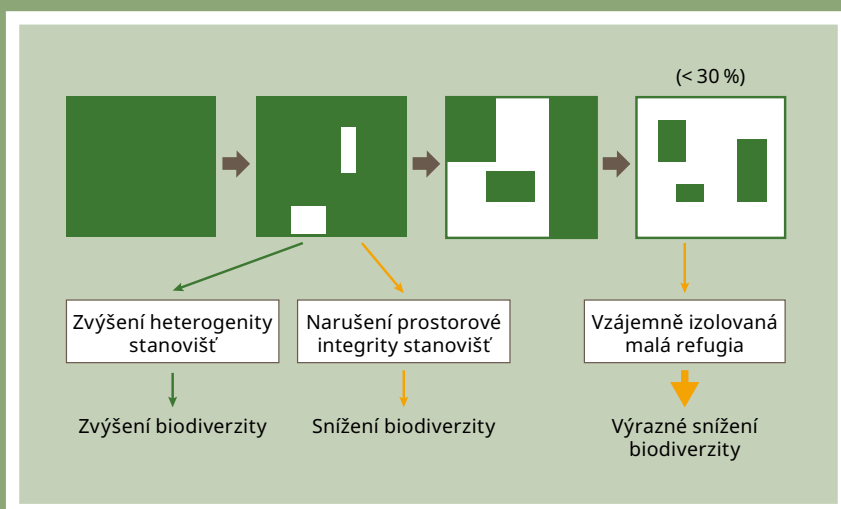 (< 30 %)
Zvýšení heterogenity
stanovišť
Narušení prostorové
integrity stanovišť
Vzájemně izolovaná
malá refugia
Zvýšení biodiverzity
Snížení biodiverzity
Výrazné snížení
biodiverzity